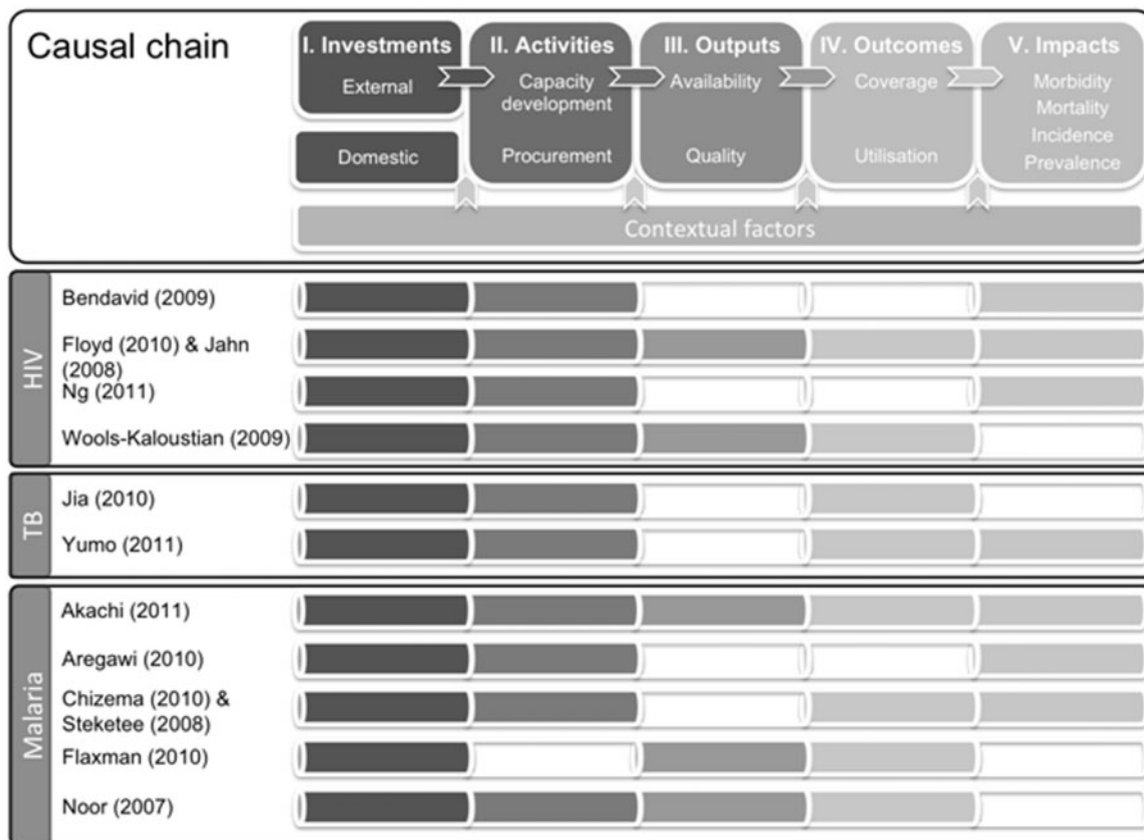 Causal chain
I. Investments
External
Domestic
II. Activities
Capacity
development
Procurement
III. Outputs
Availability
Quality
IV. Outcomes
Coverage
Utilisation
V. Impacts
Morbidity
Mortality
Incidence
Prevalence
Contextual factors
HIV
Bendavid (2009)
Floyd (2010) & Jahn
(2008)
Ng (2011)
Wools-Kaloustian (2009)
TB
Jia (2010)
Yumo (2011)
Malaria
Akachi (2011)
Aregawi (2010)
Chizema (2010) &
Steketee (2008)
Flaxman (2010)
Noor (2007)